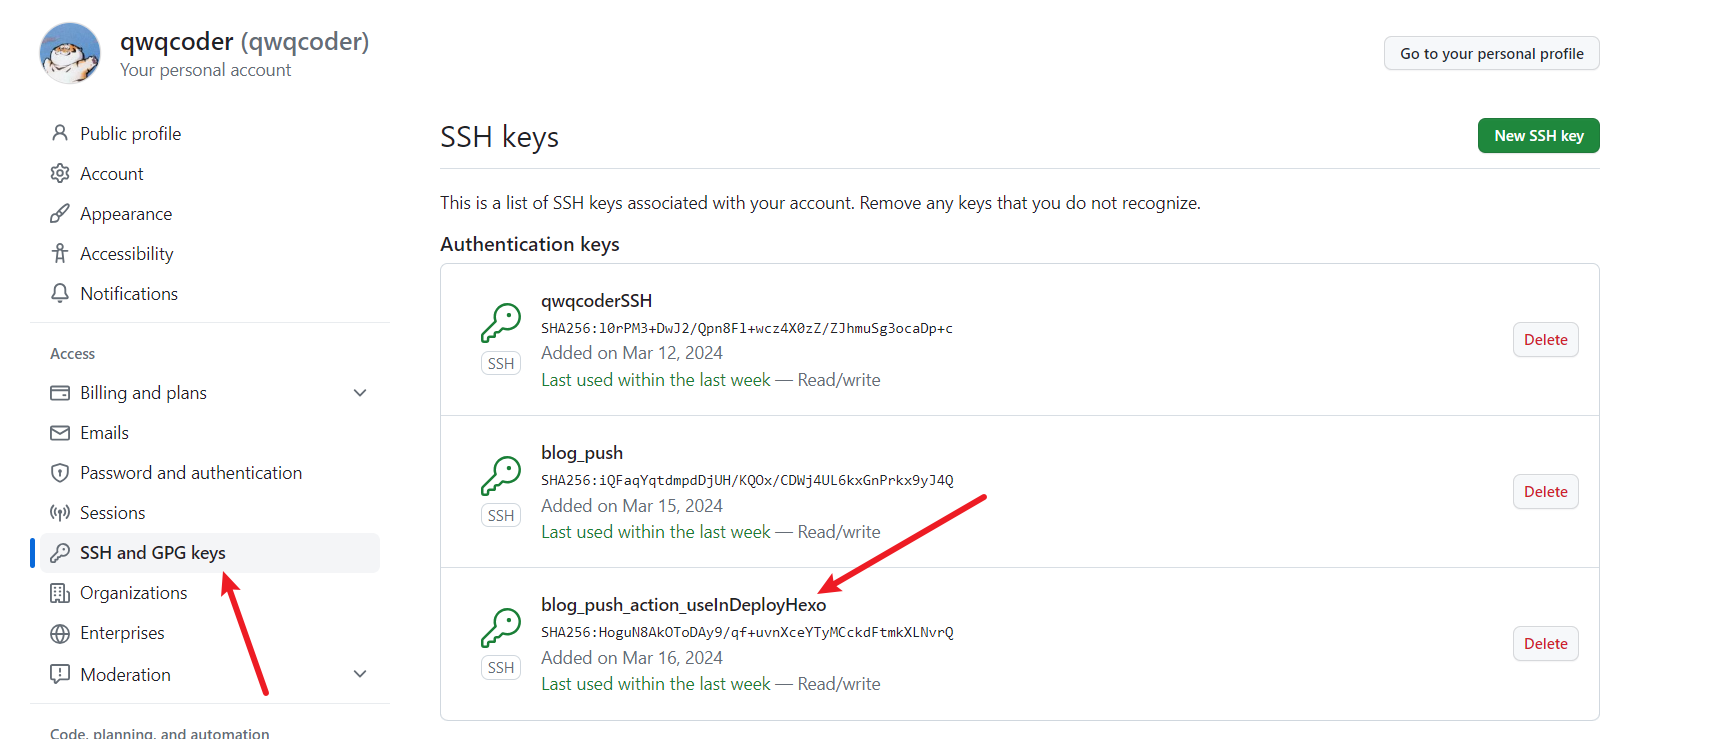 qwqcoder (qwqcoder)
Your personal account
Go to your personal profile
Public profile
Account
Appearance
Accessibility
Notifications
Access
Billing and plans
Emails
Password and authentication
Sessions
SSH and GPG keys
Organizations
Enterprises
Moderation
Code, planning, and automation
SSH keys
New SSH key
This is a list of SSH keys associated with your account. Remove any keys that you do not recognize.
Authentication keys
qwqcoderSSH
SHA256:l0rPM3+DwJ2/Qpn8Fl+wcz4X0zZ/ZJhmuSg3ocaDp+c
Added on Mar 12, 2024
Last used within the last week — Read/write
SSH
Delete
blog_push
SHA256:iQFaqYqtdmpdDjUH/KQOx/CDWj4UL6kxGnPrkx9yJ4Q
Added on Mar 15, 2024
Last used within the last week — Read/write
SSH
Delete
blog_push_action_useInDeployHexo
SHA256:HoguN8AkOToDAy9/qf+uvnXceYTyMCckdFtmkXLNvrQ
Added on Mar 16, 2024
Last used within the last week — Read/write
SSH
Delete